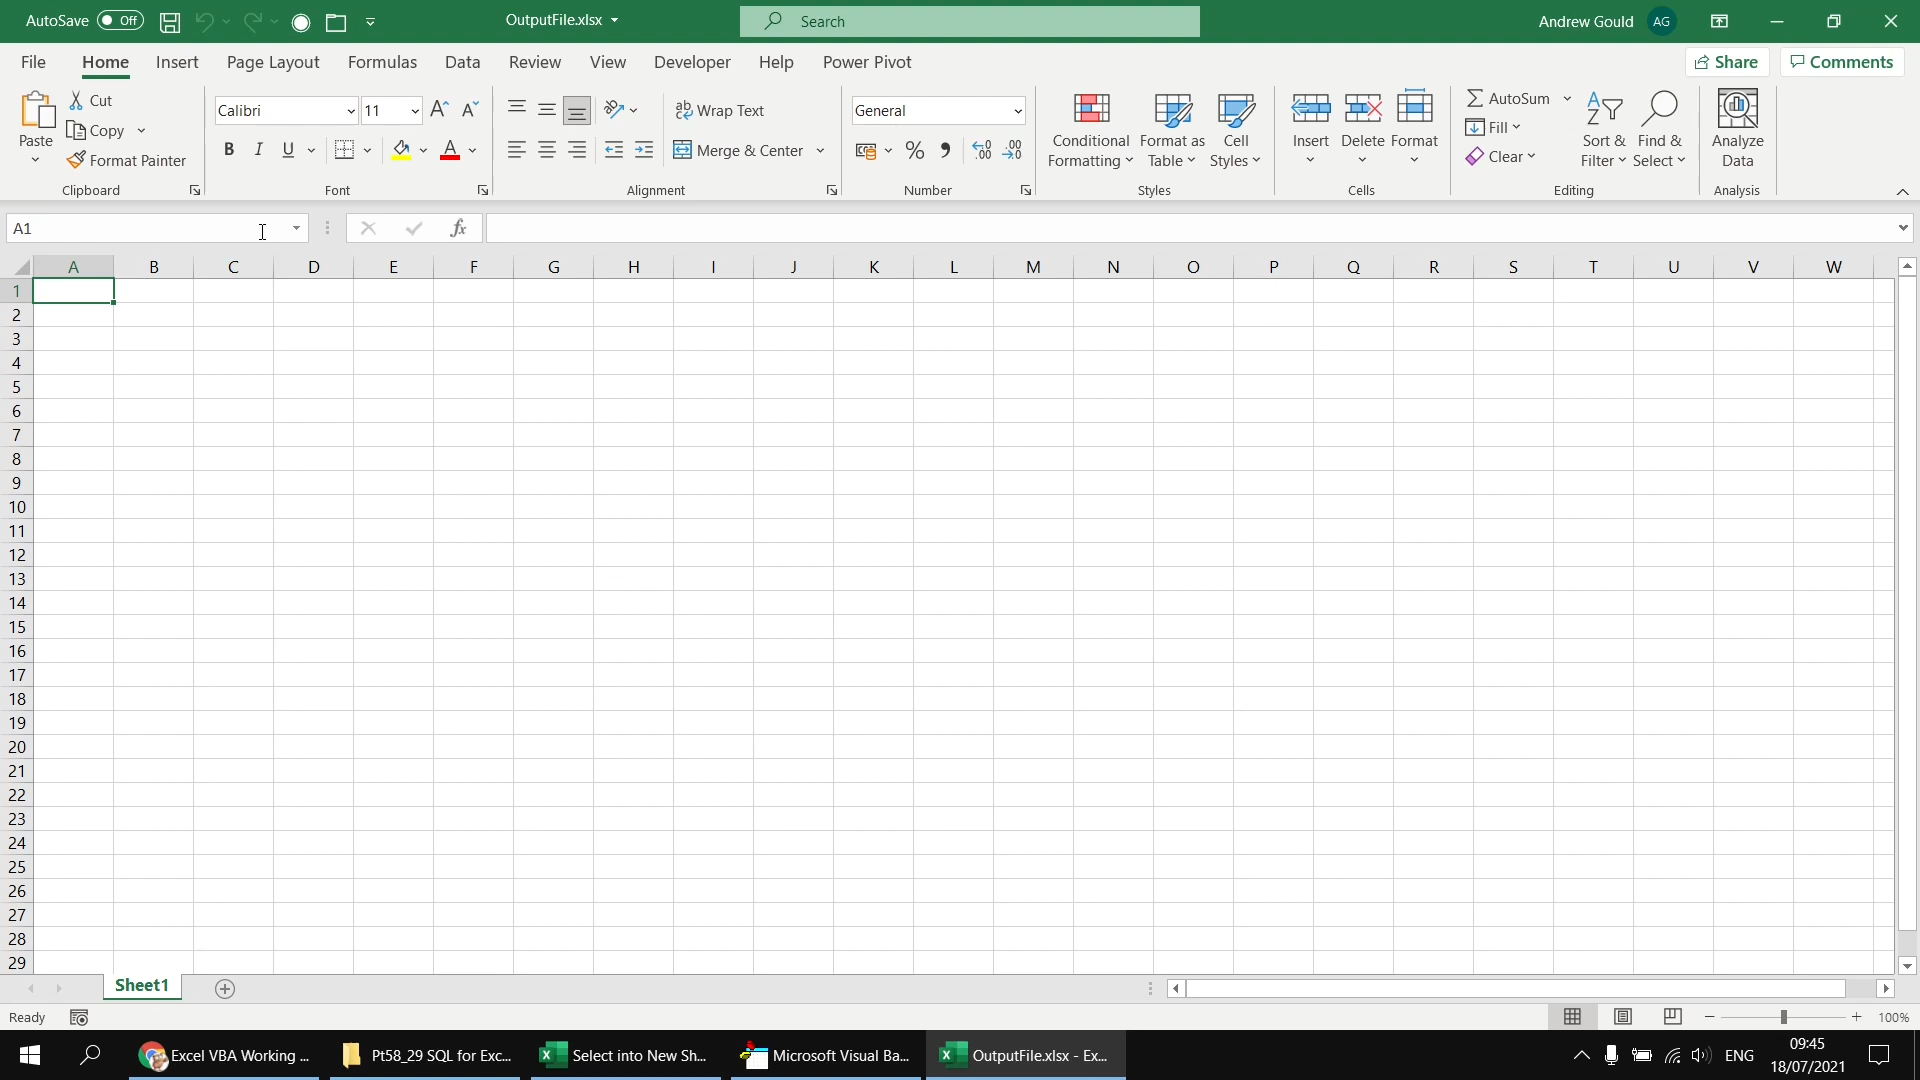 AutoSave Off OutputFile.xlsx Search Andrew Gould AG
File Home Insert Page Layout Formulas Data Review View Developer Help Power Pivot Share Comments
Paste Cut Copy Format Painter Clipboard
Calibri 11 B I U A Font
Wrap Text Merge & Center Alignment
General % Number
Conditional Formatting Format as Table Cell Styles Styles
Insert Delete Format Cells
AutoSum Fill Clear Sort & Filter Find & Select Editing
Analyze Data Analysis
A1 fx
A B C D E F G H I J K L M N O P Q R S T U V W
1
2
3
4
5
6
7
8
9
10
11
12
13
14
15
16
17
18
19
20
21
22
23
24
25
26
27
28
29
Sheet1
Ready 100%
Excel VBA Working ... Pt58_29 SQL for Exc... Select into New Sh... Microsoft Visual Ba... OutputFile.xlsx - Ex... ENG 09:45
18/07/2021